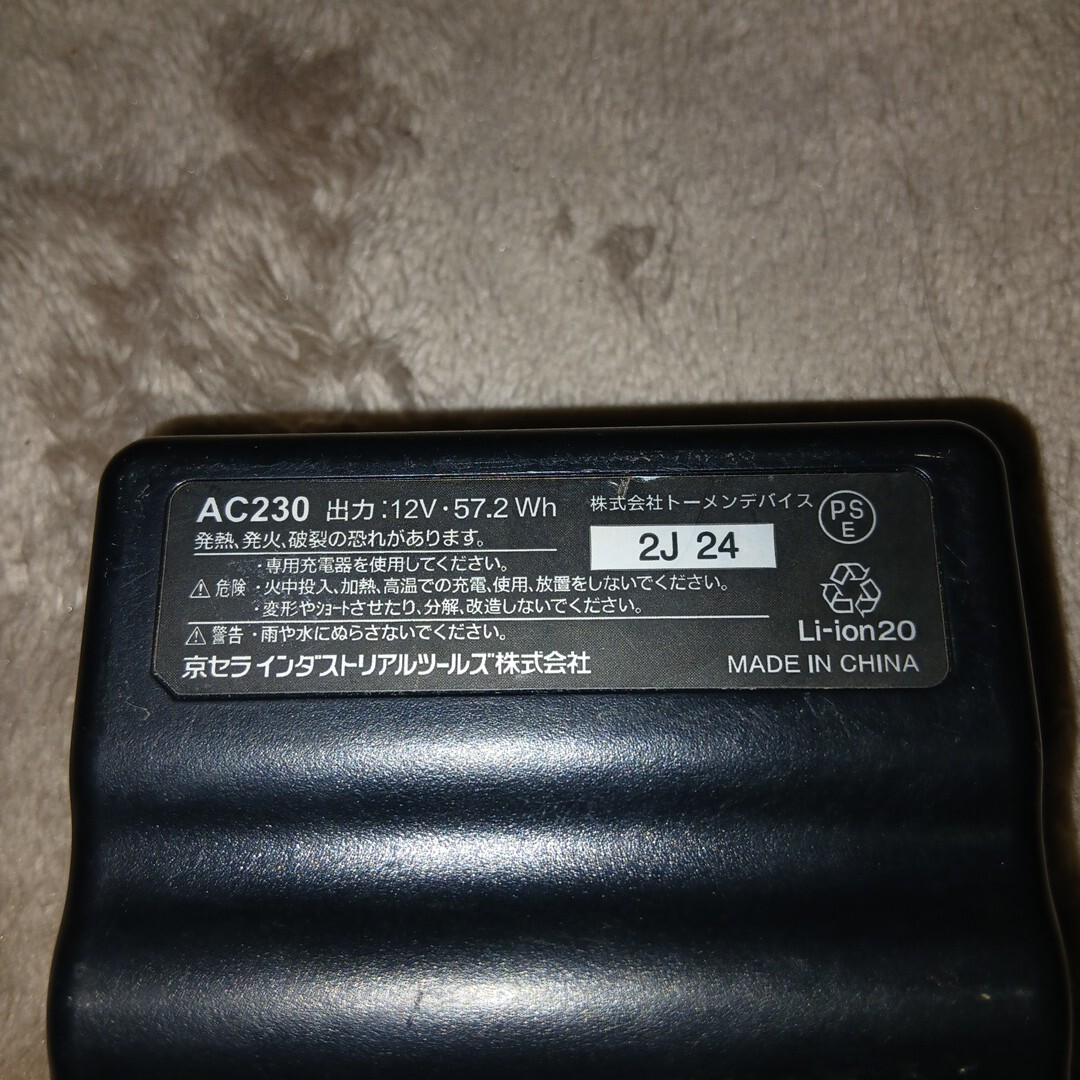 AC230 出力:12V・57.2Wh
発熱、発火、破裂の恐れがあります。
・専用充電器を使用してください。
⚠危険 ・火中投入、加熱、高温での充電、使用、放置をしないでください。
・変形やｼｮｰﾄさせたり、分解、改造しないでください。
⚠警告 ・雨や水にぬらさないでください。
京セラ インダストリアルツールズ株式会社
株式会社トーメンデバイス
2J 24
PS
E
Li-ion20
MADE IN CHINA